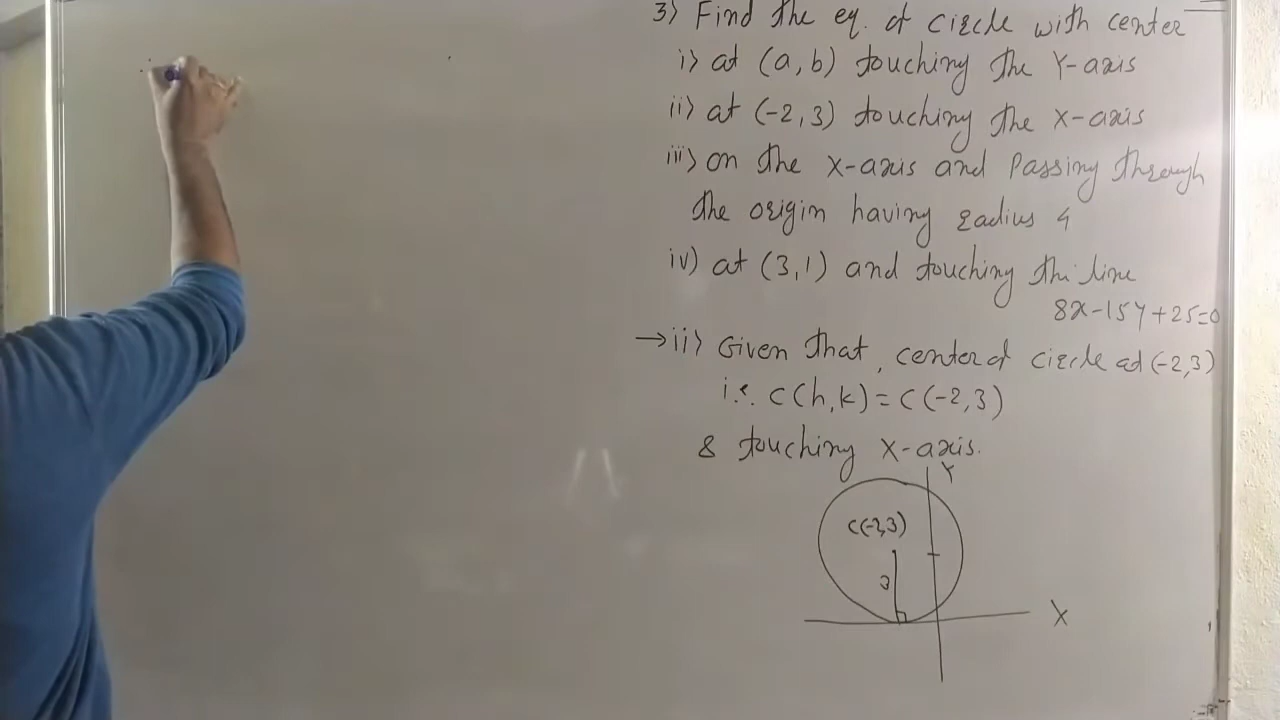 3) Find the eq. of circle with center
i) at (a, b) touching the Y-axis
ii) at (-2, 3) touching the X-axis
iii) on the X-axis and Passing through
the origin having radius 4
iv) at (3, 1) and touching the line
8x-15y+25=0
→ ii) Given that, center of circle at (-2,3)
i.e. C(h, k) = C(-2, 3)
& touching X-axis.
Y
C(-2,3)
3
X